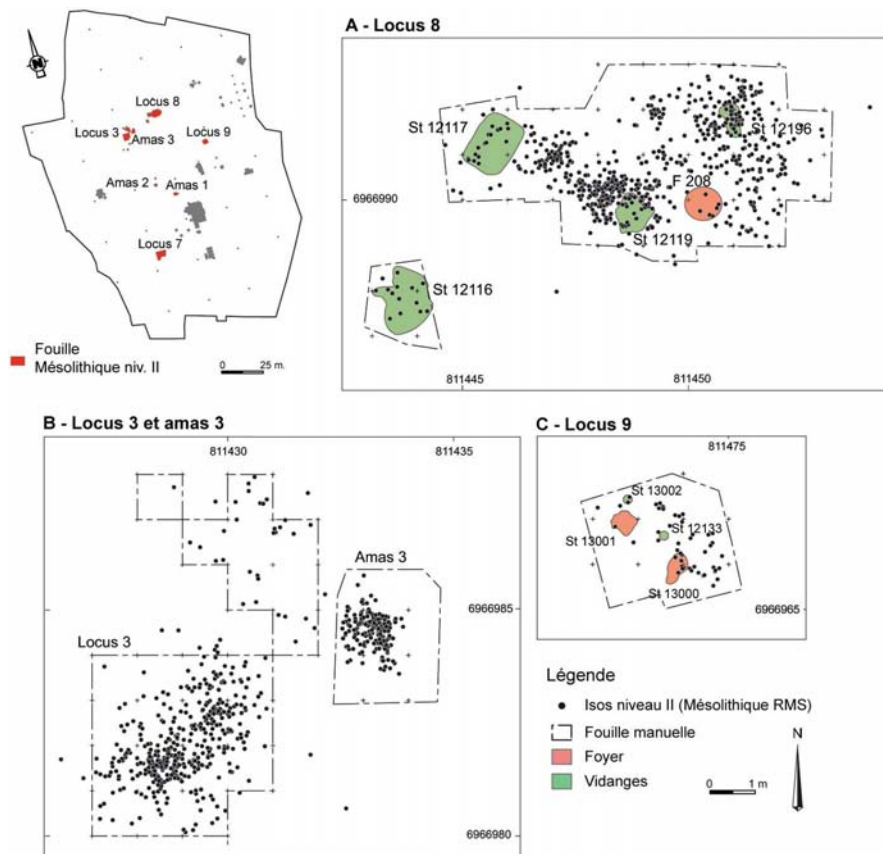 N
Locus 8
Locus 3
Amas 3
Locus 9
Amas 2
Amas 1
Locus 7
Fouille
Mésolithique niv. II
0 25 m.
A - Locus 8
St 12117
St 12196
F 208
6966990
St 12119
St 12116
811445 811450
B - Locus 3 et amas 3
811430 811435
Amas 3
6966985
Locus 3
6966980
C - Locus 9
811475
St 13002
St 12133
St 13001
St 13000
6966965
Légende
Isos niveau II (Mésolithique RMS)
Fouille manuelle
Foyer
Vidanges
N
0 1 m